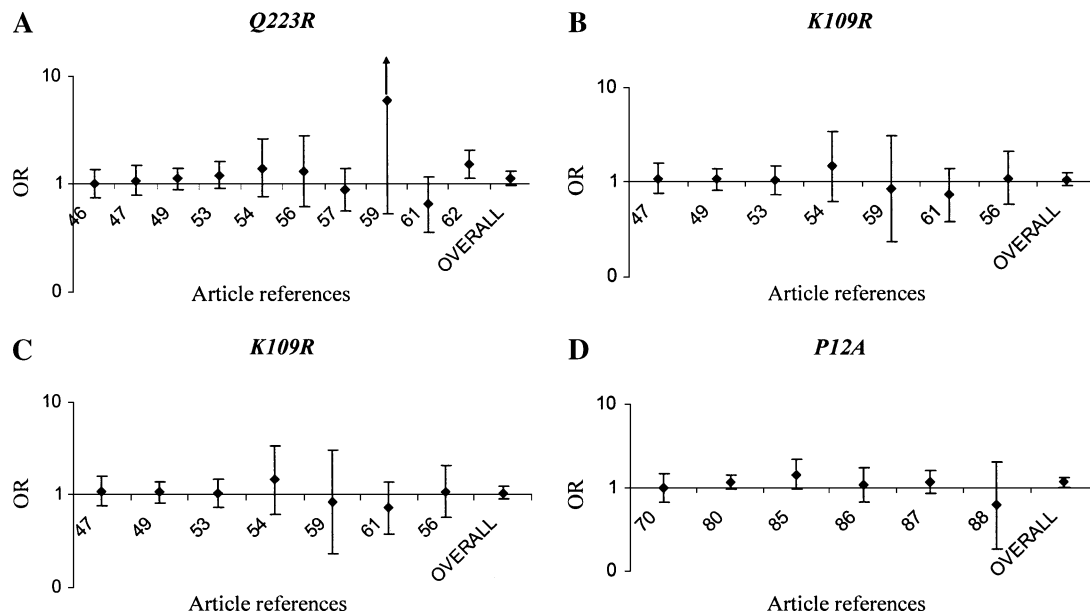 A
Q223R
10
1
0
OR
46
47
49
53
54
56
57
59
61
62
OVERALL
Article references
B
K109R
10
1
0
OR
47
49
53
54
59
61
56
OVERALL
Article references
C
K109R
10
1
0
OR
47
49
53
54
59
61
56
OVERALL
Article references
D
P12A
10
1
0
OR
70
80
85
86
87
88
OVERALL
Article references